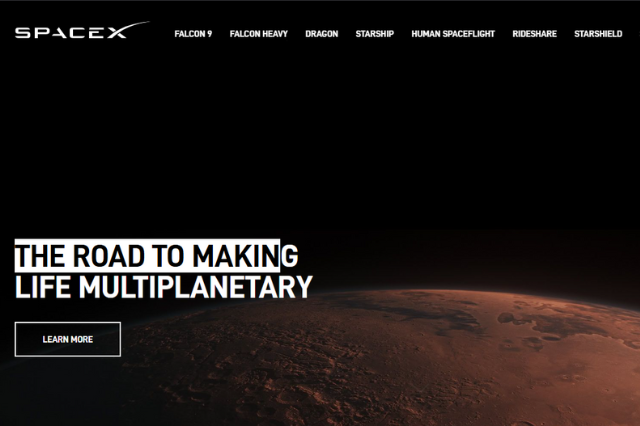 SPACEX
FALCON 9 FALCON HEAVY DRAGON STARSHIP HUMAN SPACEFLIGHT RIDESHARE STARSHIELD
THE ROAD TO MAKING
LIFE MULTIPLANETARY
LEARN MORE